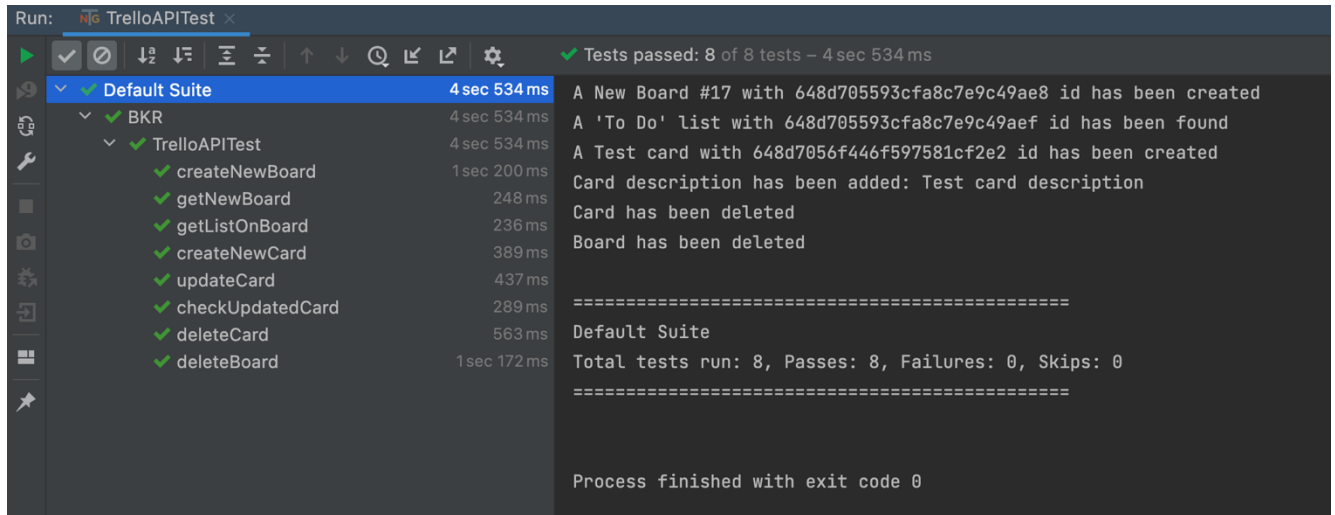 Run: TrelloAPITest
Tests passed: 8 of 8 tests – 4 sec 534 ms
Default Suite 4 sec 534 ms
BKR 4 sec 534 ms
TrelloAPITest 4 sec 534 ms
createNewBoard 1 sec 200 ms
getNewBoard 248 ms
getListOnBoard 236 ms
createNewCard 389 ms
updateCard 437 ms
checkUpdatedCard 289 ms
deleteCard 563 ms
deleteBoard 1 sec 172 ms
A New Board #17 with 648d705593cfa8c7e9c49ae8 id has been created
A 'To Do' list with 648d705593cfa8c7e9c49aef id has been found
A Test card with 648d7056f446f597581cf2e2 id has been created
Card description has been added: Test card description
Card has been deleted
Board has been deleted
===============================================
Default Suite
Total tests run: 8, Passes: 8, Failures: 0, Skips: 0
===============================================
Process finished with exit code 0